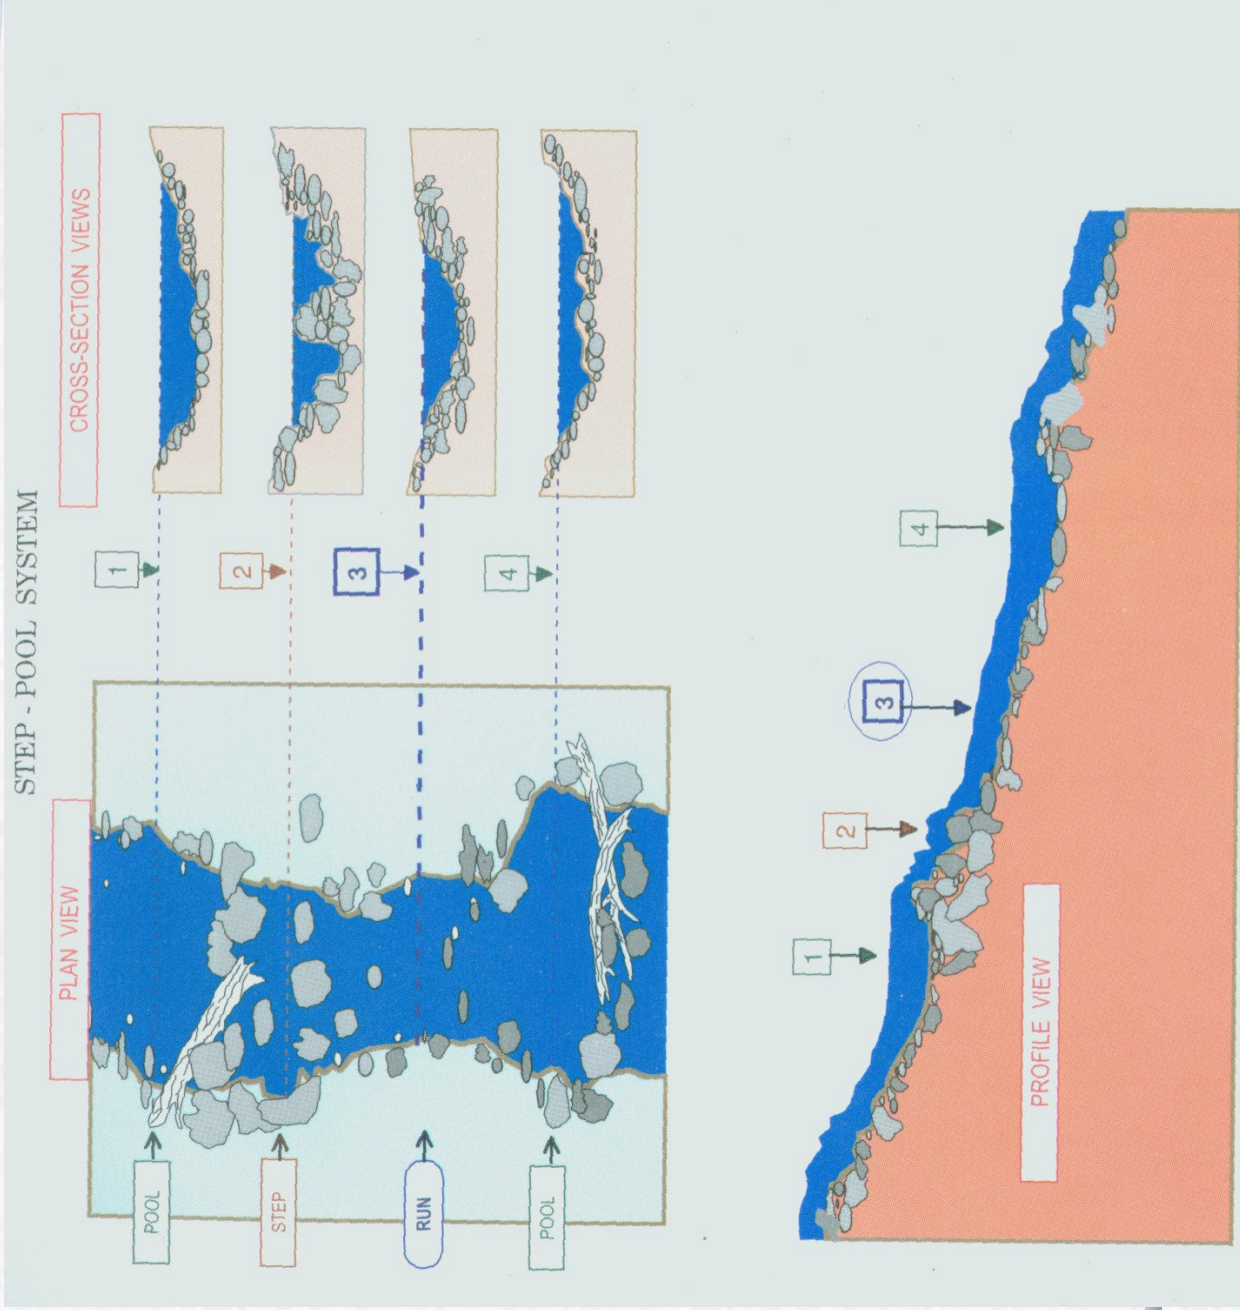 STEP - POOL SYSTEM
PLAN VIEW
CROSS-SECTION VIEWS
POOL
STEP
RUN
POOL
1
2
3
4
PROFILE VIEW
1
2
3
4